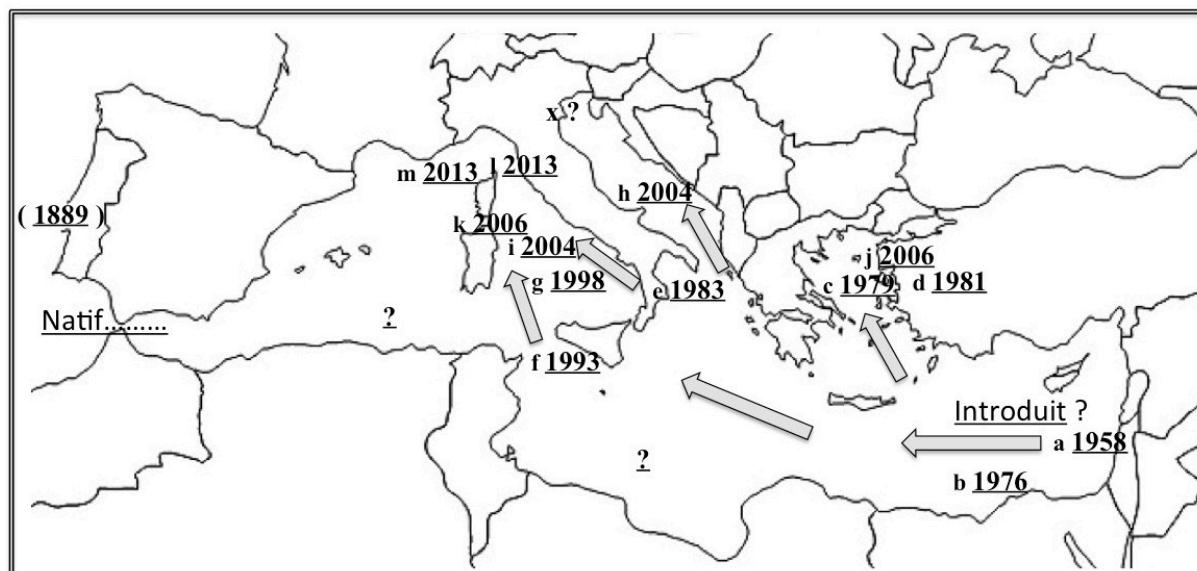 x ?
l 2013
m 2013
h 2004
( 1889 )
k 2006
i 2004
j 2006
g 1998
e 1983
c 1979
d 1981
Natif.........
?
f 1993
Introduit ?
a 1958
?
b 1976